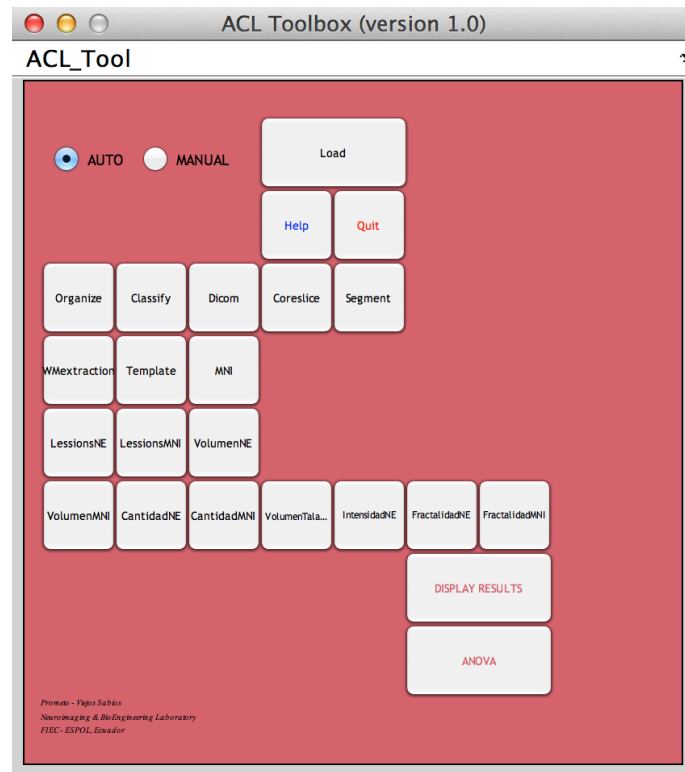 ACL Toolbox (version 1.0)
ACL_Tool
AUTO MANUAL Load
Help Quit
Organize Classify Dicom Coreslice Segment
WMextraction Template MNI
LessionsNE LessionsMNI VolumenNE
VolumenMNI CantidadNE CantidadMNI VolumenTala... IntensidadNE FractalidadNE FractalidadMNI
DISPLAY RESULTS
ANOVA
Prometo - Viejos Sabios
Neuroimaging & BioEngineering Laboratory
FIEC - ESPOL, Ecuador